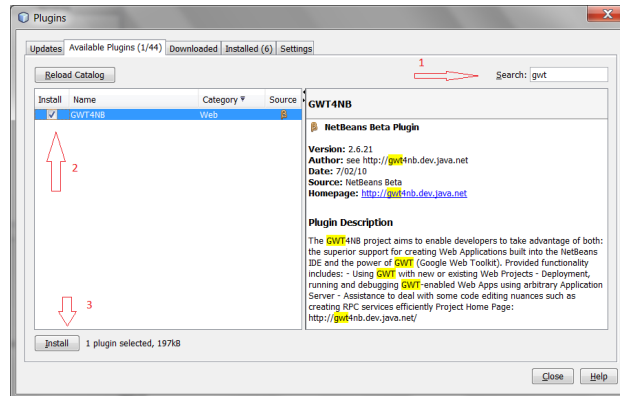 Plugins
Updates Available Plugins (1/44) Downloaded Installed (6) Settings
1
Reload Catalog Search: gwt
Install Name Category Source
GWT4NB Web
2
3
GWT4NB
NetBeans Beta Plugin
Version: 2.6.21
Author: see http://gwt4nb.dev.java.net
Date: 7/02/10
Source: NetBeans Beta
Homepage: http://gwt4nb.dev.java.net
Plugin Description
The GWT4NB project aims to enable developers to take advantage of both:
the superior support for creating Web Applications built into the NetBeans
IDE and the power of GWT (Google Web Toolkit). Provided functionality
includes: - Using GWT with new or existing Web Projects - Deployment,
running and debugging GWT-enabled Web Apps using arbitrary Application
Server - Assistance to deal with some code editing nuances such as
creating RPC services efficiently Project Home Page:
http://gwt4nb.dev.java.net/
Install 1 plugin selected, 197kB
Close Help